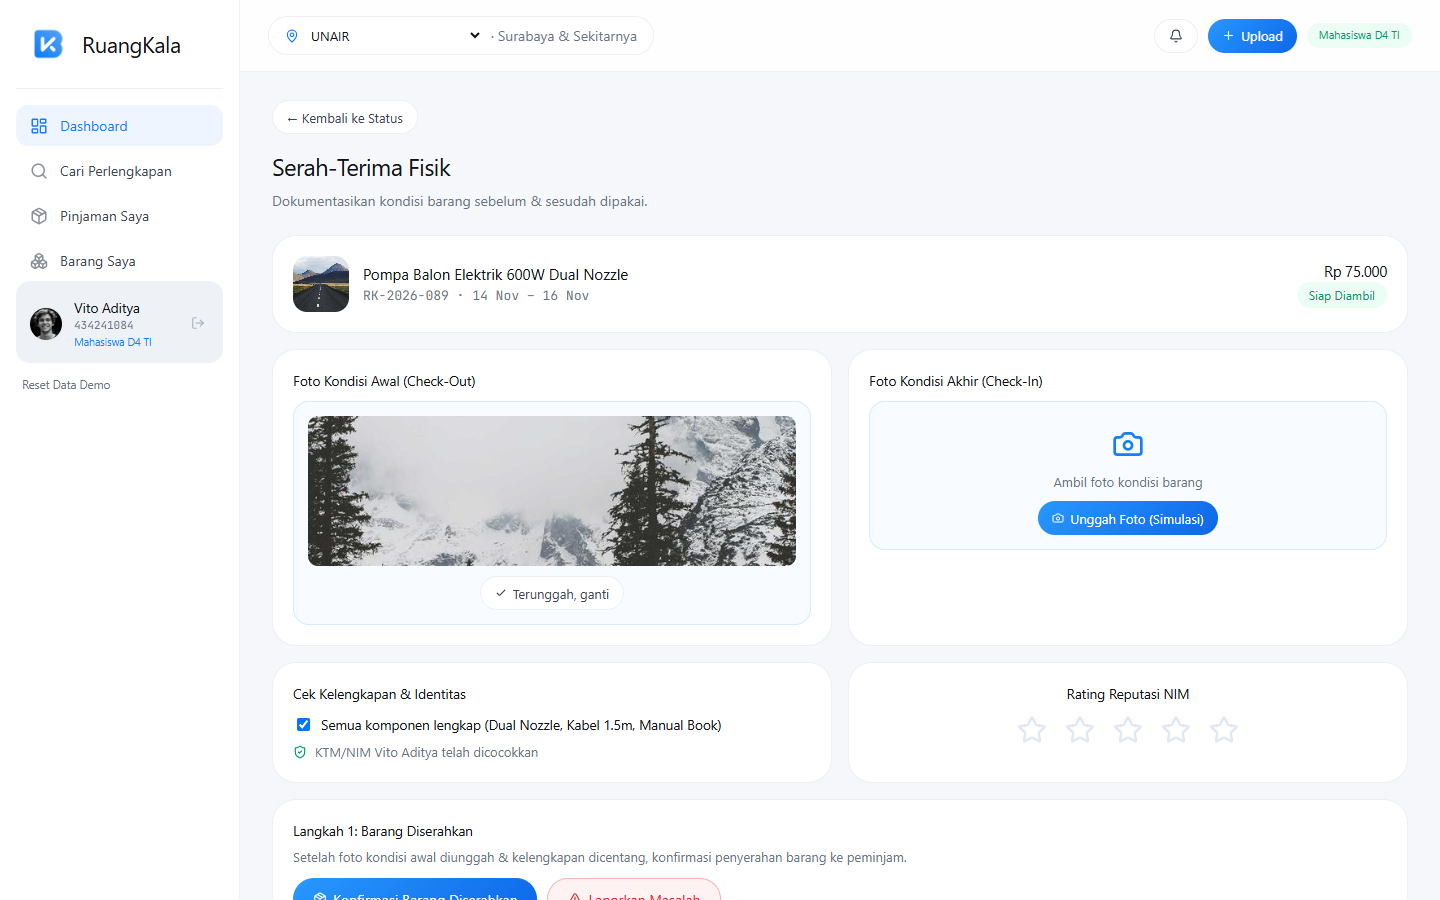 RuangKala
UNAIR · Surabaya & Sekitarnya
+ Upload
Mahasiswa D4 TI
Dashboard
Cari Perlengkapan
Pinjaman Saya
Barang Saya
Vito Aditya
434241084
Mahasiswa D4 TI
Reset Data Demo
← Kembali ke Status
Serah-Terima Fisik
Dokumentasikan kondisi barang sebelum & sesudah dipakai.
Pompa Balon Elektrik 600W Dual Nozzle
RK-2026-089 · 14 Nov – 16 Nov
Rp 75.000
Siap Diambil
Foto Kondisi Awal (Check-Out)
Terunggah, ganti
Foto Kondisi Akhir (Check-In)
Ambil foto kondisi barang
Unggah Foto (Simulasi)
Cek Kelengkapan & Identitas
Semua komponen lengkap (Dual Nozzle, Kabel 1.5m, Manual Book)
KTM/NIM Vito Aditya telah dicocokkan
Rating Reputasi NIM
Langkah 1: Barang Diserahkan
Setelah foto kondisi awal diunggah & kelengkapan dicentang, konfirmasi penyerahan barang ke peminjam.
Konfirmasi Barang Diserahkan
Laporkan Masalah